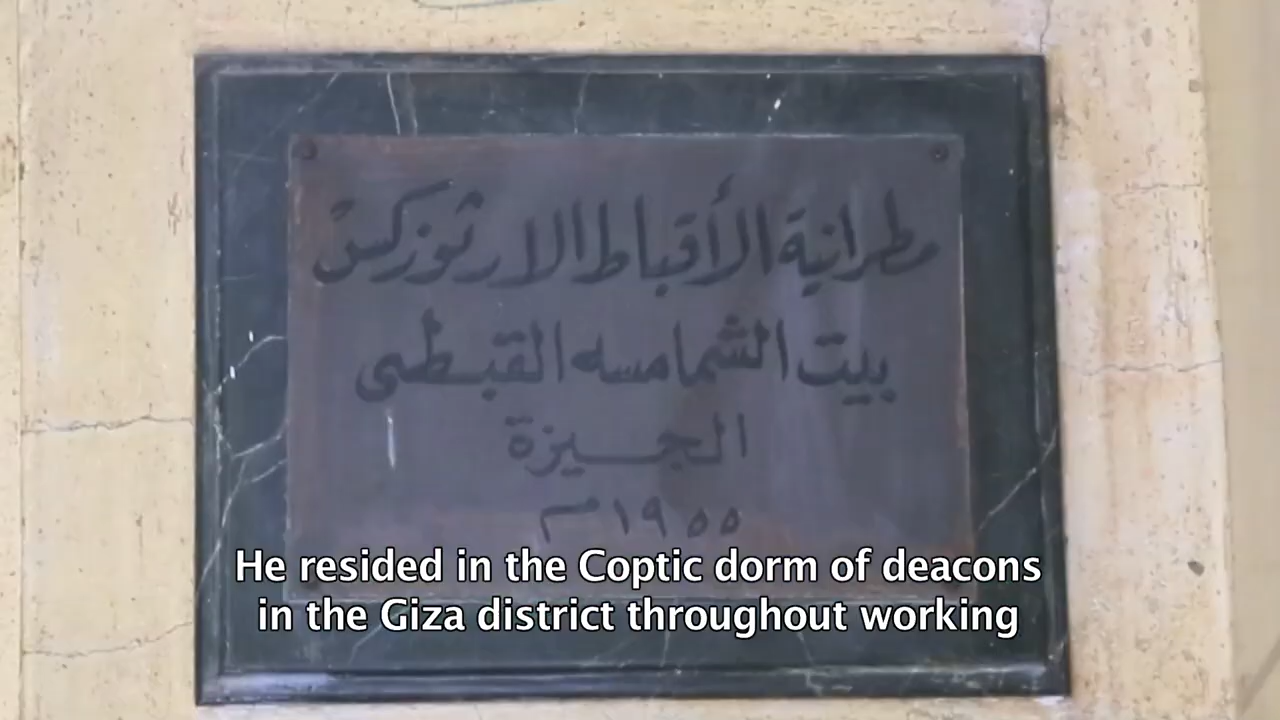 مطرانية الأقباط الارثوزكس
بيت الشمامسه القبطى
الجيزة
١٩٥٥م
He resided in the Coptic dorm of deacons
in the Giza district throughout working